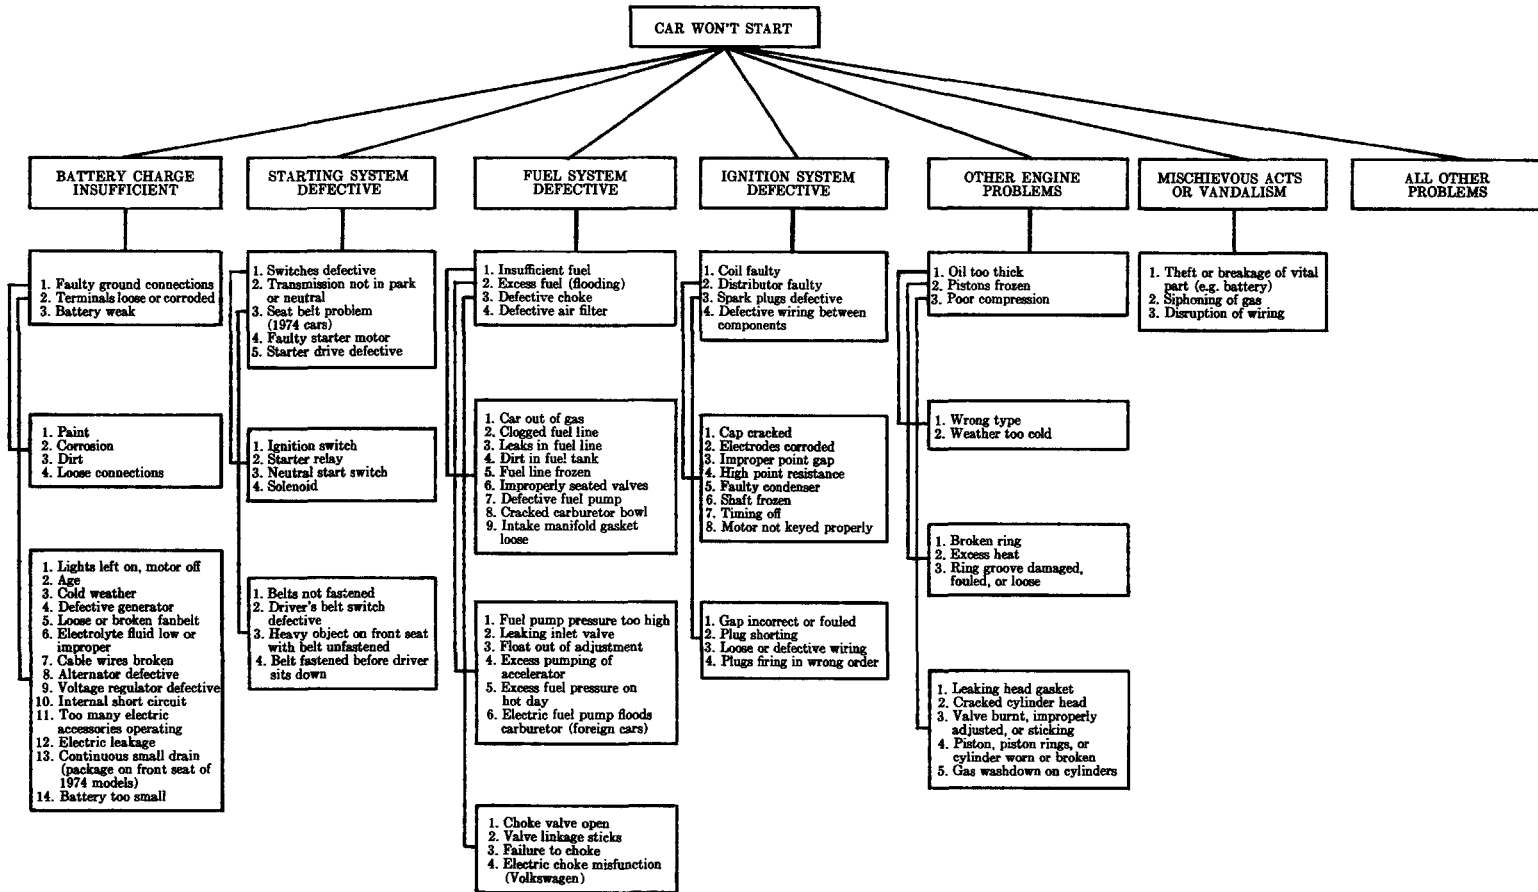 CAR WON'T START
BATTERY CHARGE
INSUFFICIENT
STARTING SYSTEM
DEFECTIVE
FUEL SYSTEM
DEFECTIVE
IGNITION SYSTEM
DEFECTIVE
OTHER ENGINE
PROBLEMS
MISCHIEVOUS ACTS
OR VANDALISM
ALL OTHER
PROBLEMS
1. Faulty ground connections
2. Terminals loose or corroded
3. Battery weak
1. Paint
2. Corrosion
3. Dirt
4. Loose connections
1. Lights left on, motor off
2. Age
3. Cold weather
4. Defective generator
5. Loose or broken fanbelt
6. Electrolyte fluid low or
improper
7. Cable wires broken
8. Alternator defective
9. Voltage regulator defective
10. Internal short circuit
11. Too many electric
accessories operating
12. Electric leakage
13. Continuous small drain
(package on front seat of
1974 models)
14. Battery too small
1. Switches defective
2. Transmission not in park
or neutral
3. Seat belt problem
(1974 cars)
4. Faulty starter motor
5. Starter drive defective
1. Ignition switch
2. Starter relay
3. Neutral start switch
4. Solenoid
1. Belts not fastened
2. Driver's belt switch
defective
3. Heavy object on front seat
with belt unfastened
4. Belt fastened before driver
sits down
1. Insufficient fuel
2. Excess fuel (flooding)
3. Defective choke
4. Defective air filter
1. Car out of gas
2. Clogged fuel line
3. Leaks in fuel line
4. Dirt in fuel tank
5. Fuel line frozen
6. Improperly seated valves
7. Defective fuel pump
8. Cracked carburetor bowl
9. Intake manifold gasket
loose
1. Fuel pump pressure too high
2. Leaking inlet valve
3. Float out of adjustment
4. Excess pumping of
accelerator
5. Excess fuel pressure on
hot day
6. Electric fuel pump floods
carburetor (foreign cars)
1. Choke valve open
2. Valve linkage sticks
3. Failure to choke
4. Electric choke misfunction
(Volkswagen)
1. Coil faulty
2. Distributor faulty
3. Spark plugs defective
4. Defective wiring between
components
1. Cap cracked
2. Electrodes corroded
3. Improper point gap
4. High point resistance
5. Faulty condenser
6. Shaft frozen
7. Timing off
8. Motor not keyed properly
1. Gap incorrect or fouled
2. Plug shorting
3. Loose or defective wiring
4. Plugs firing in wrong order
1. Oil too thick
2. Pistons frozen
3. Poor compression
1. Wrong type
2. Weather too cold
1. Broken ring
2. Excess heat
3. Ring groove damaged,
fouled, or loose
1. Leaking head gasket
2. Cracked cylinder head
3. Valve burnt, improperly
adjusted, or sticking
4. Piston, piston rings, or
cylinder worn or broken
5. Gas washdown on cylinders
1. Theft or breakage of vital
part (e.g. battery)
2. Siphoning of gas
3. Disruption of wiring